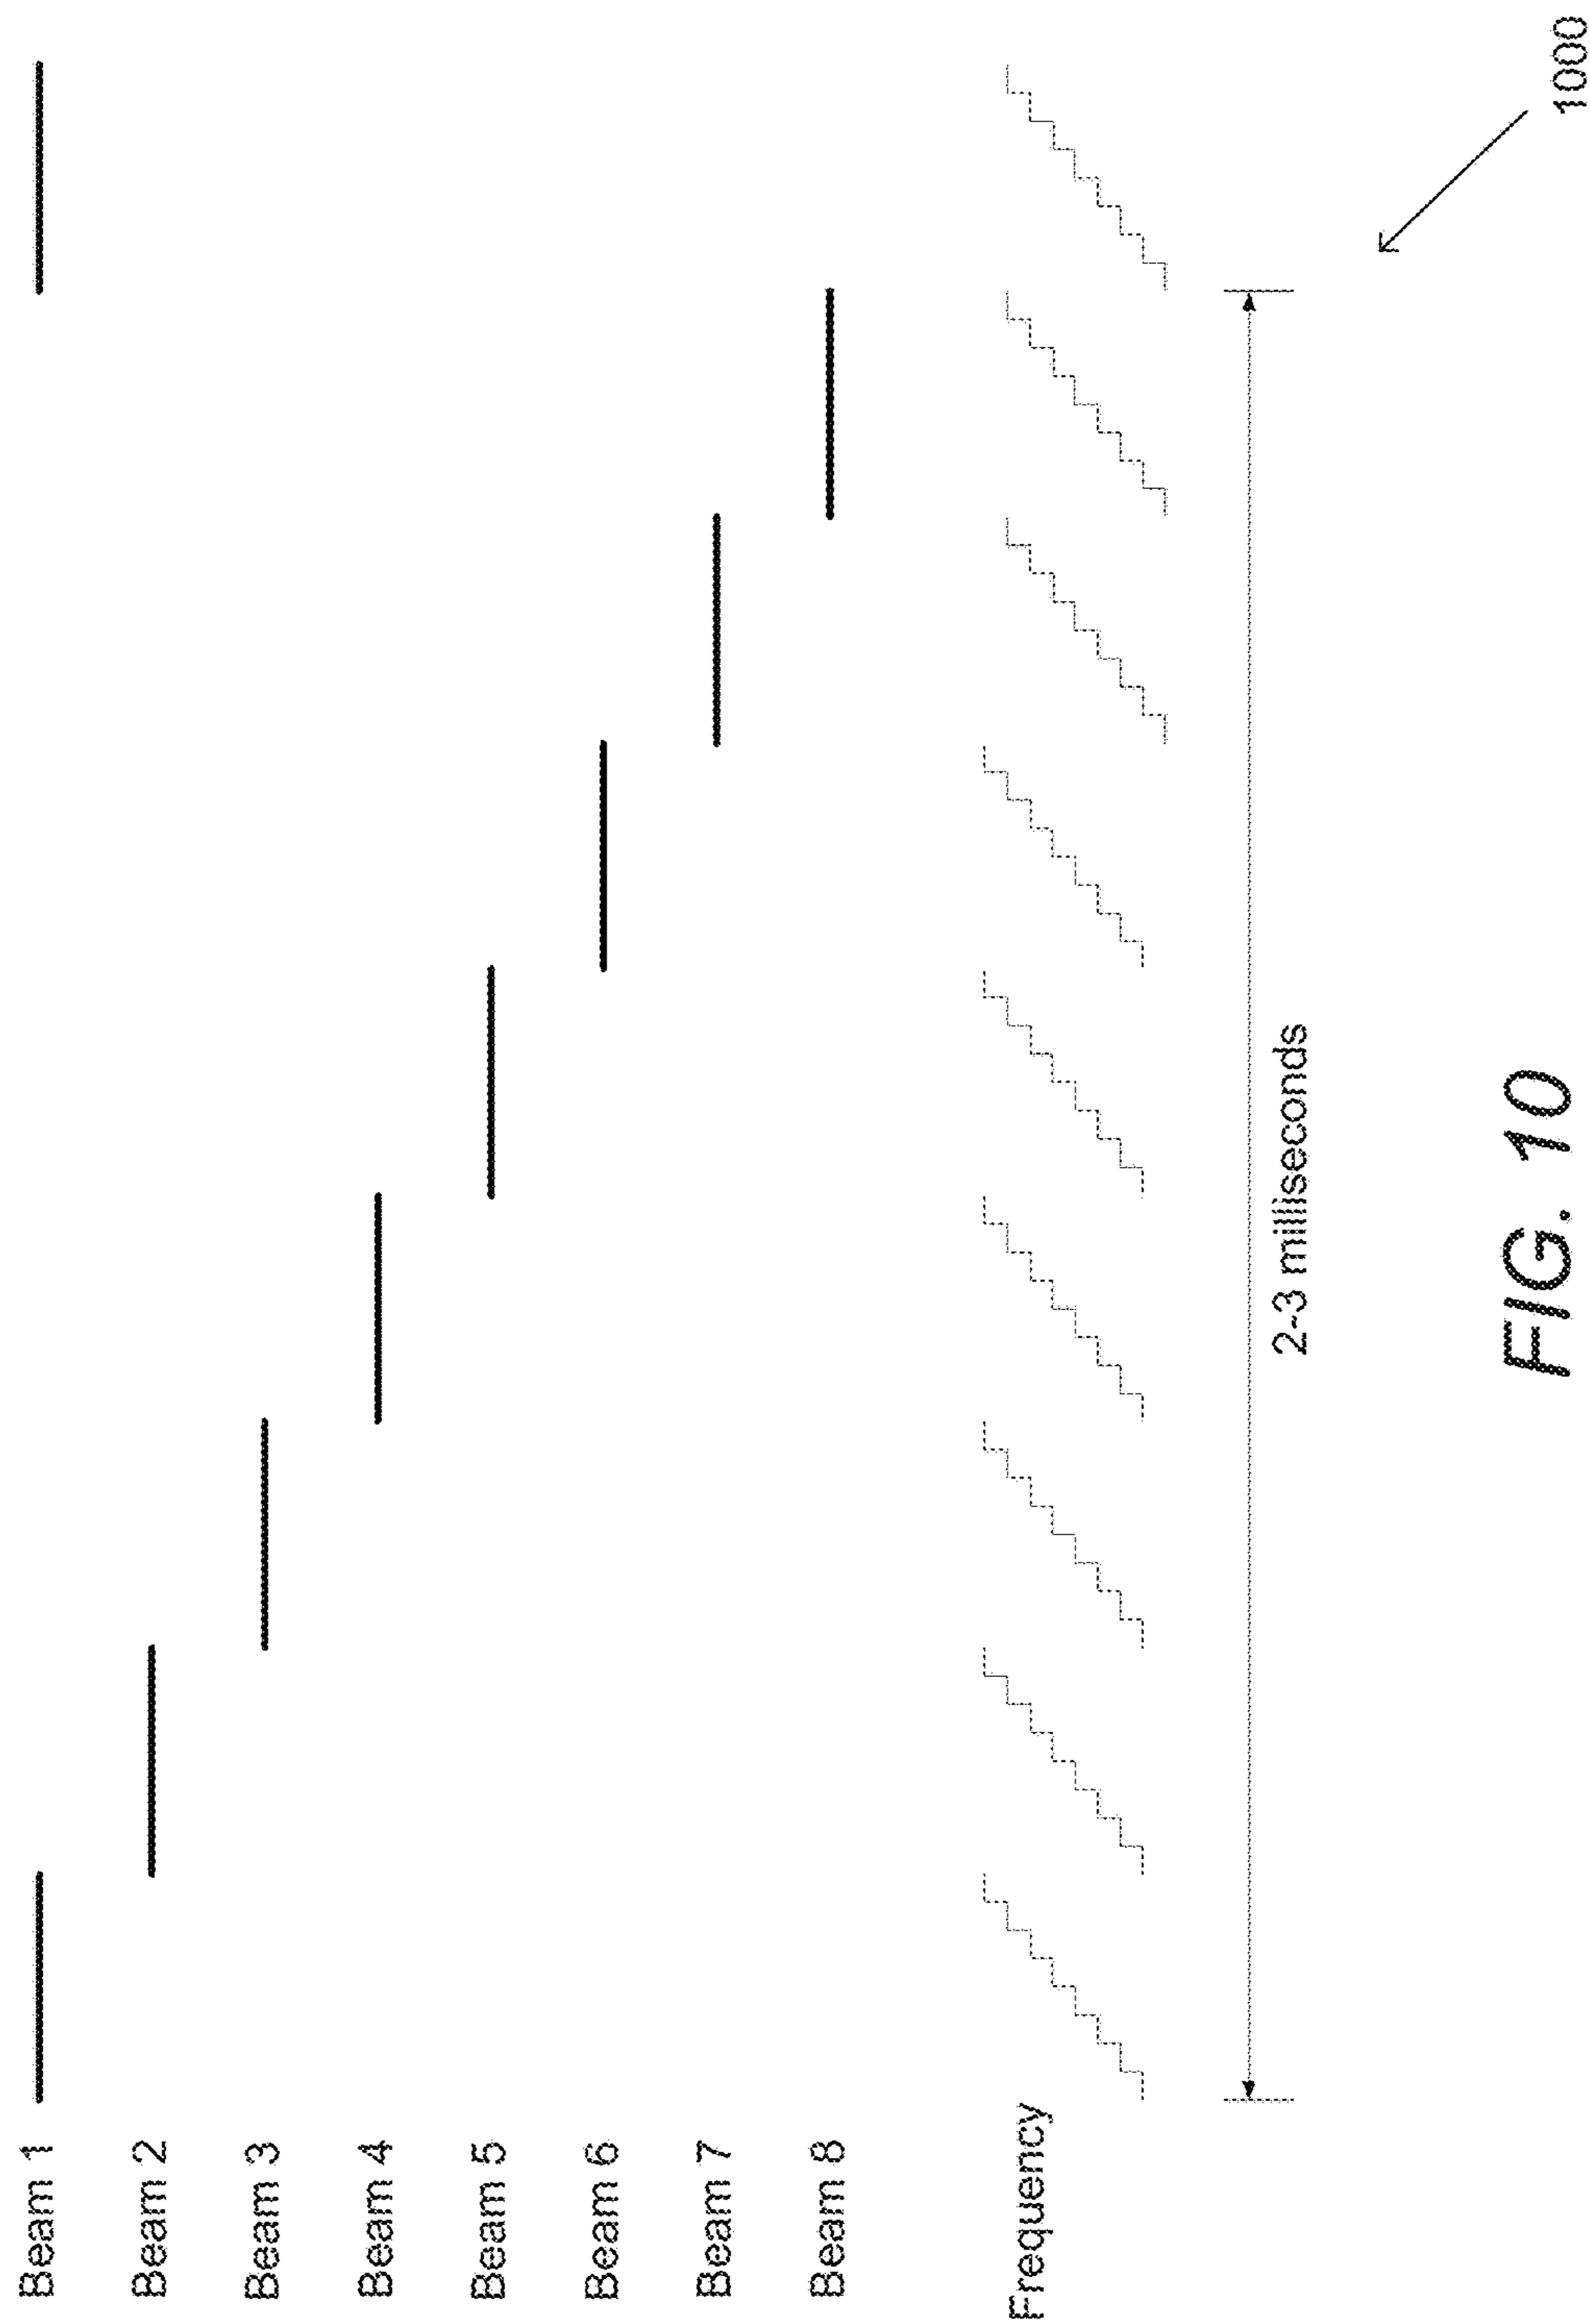 Beam 1
Beam 2
Beam 3
Beam 4
Beam 5
Beam 6
Beam 7
Beam 8
Frequency
2-3 milliseconds
1000
FIG. 10